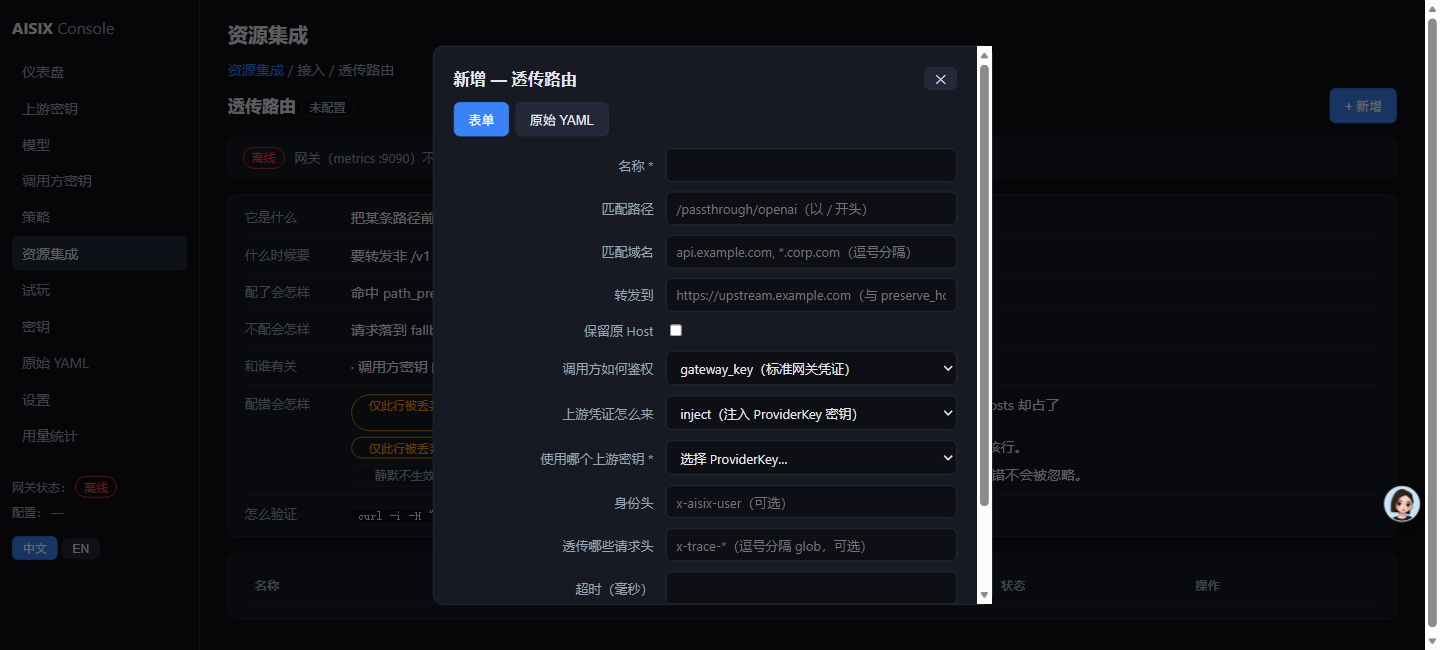 AISIX Console
仪表盘
上游密钥
模型
调用方密钥
策略
资源集成
试玩
密钥
原始 YAML
设置
用量统计
网关状态： 离线
配置： —
中文 EN
资源集成
资源集成 / 接入 / 透传路由
透传路由 未配置
+ 新增
离线 网关（metrics :9090）不
它是什么 把某条路径前
什么时候要 要转发非 /v1
配了会怎样 命中 path_pre
不配会怎样 请求落到 fallb
和谁有关 · 调用方密钥
配错会怎样 仅此行被丢弃
osts 却占了
仅此行被丢弃
该行。
静默不生效
错不会被忽略。
怎么验证 curl -i -H "
名称 状态 操作
新增 — 透传路由
×
表单 原始 YAML
名称 *
匹配路径 /passthrough/openai（以 / 开头）
匹配域名 api.example.com, *.corp.com（逗号分隔）
转发到 https://upstream.example.com（与 preserve_ho
保留原 Host
调用方如何鉴权 gateway_key（标准网关凭证）
上游凭证怎么来 inject（注入 ProviderKey 密钥）
使用哪个上游密钥 * 选择 ProviderKey...
身份头 x-aisix-user（可选）
透传哪些请求头 x-trace-*（逗号分隔 glob，可选）
超时（毫秒）